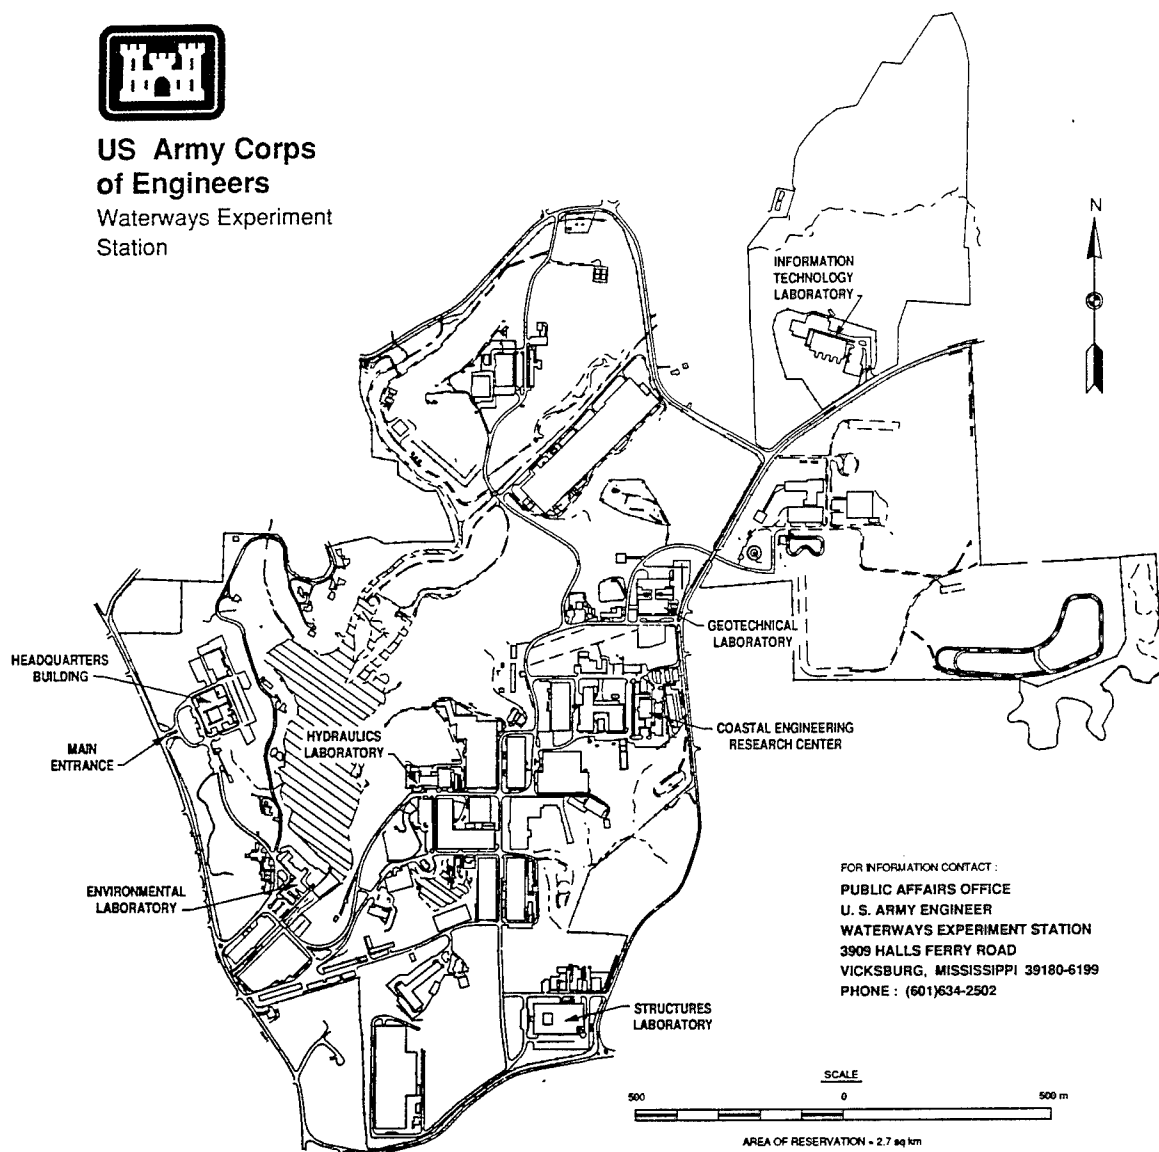 US Army Corps
of Engineers
Waterways Experiment
Station
N
INFORMATION
TECHNOLOGY
LABORATORY
GEOTECHNICAL
LABORATORY
HEADQUARTERS
BUILDING
HYDRAULICS
LABORATORY
COASTAL ENGINEERING
RESEARCH CENTER
MAIN
ENTRANCE
ENVIRONMENTAL
LABORATORY
FOR INFORMATION CONTACT :
PUBLIC AFFAIRS OFFICE
U. S. ARMY ENGINEER
WATERWAYS EXPERIMENT STATION
3909 HALLS FERRY ROAD
VICKSBURG, MISSISSIPPI 39180-6199
PHONE : (601)634-2502
STRUCTURES
LABORATORY
SCALE
500 0 500 m
AREA OF RESERVATION = 2.7 sq km